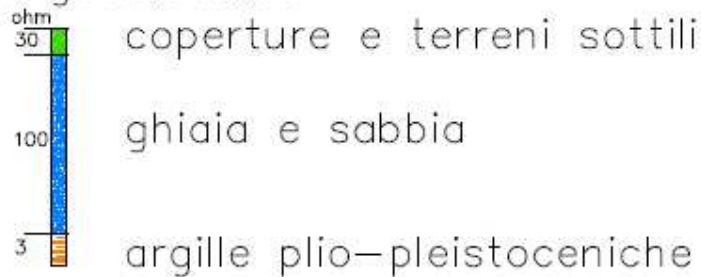 ohm
30 coperture e terreni sottili
100 ghiaia e sabbia
3 argille plio-pleistoceniche